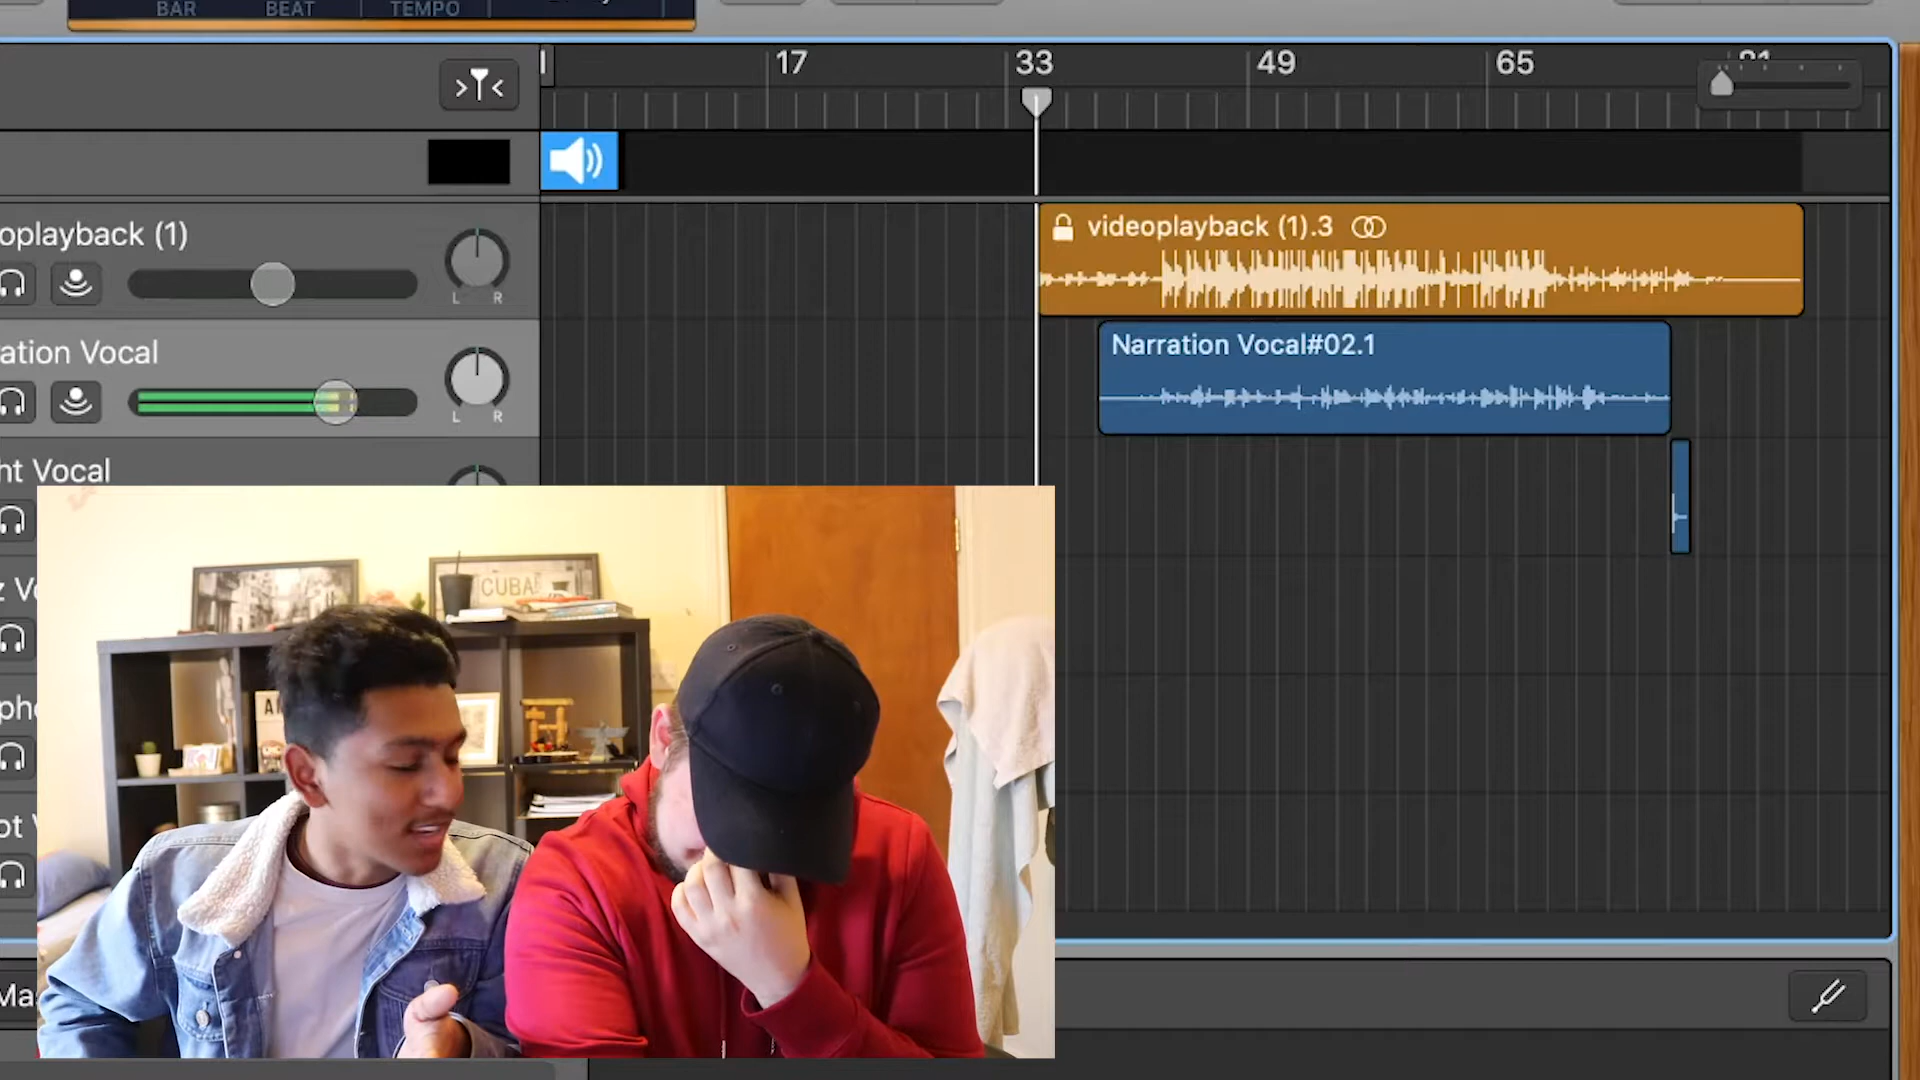 BAR BEAT TEMPO
17 33 49 65
oplayback (1)
L R
videoplayback (1).3
ation Vocal
L R
Narration Vocal#02.1
ht Vocal
CUBA